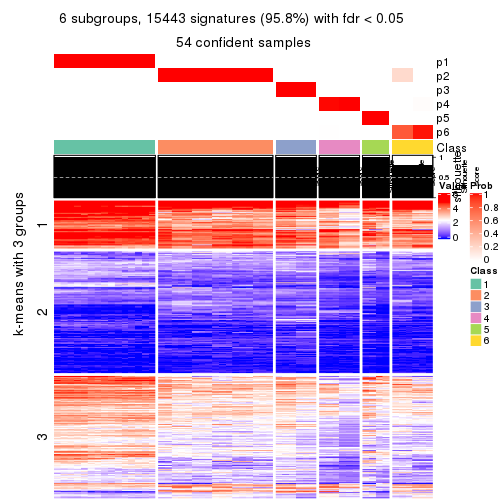 6 subgroups, 15443 signatures (95.8%) with fdr < 0.05
54 confident samples
p1
p2
p3
p4
p5
p6
Class
1
0.5
silhouette
score
k-means with 3 groups
1
2
3
Value
4
2
0
Prob
1
0.8
0.6
0.4
0.2
0
Class
1
2
3
4
5
6